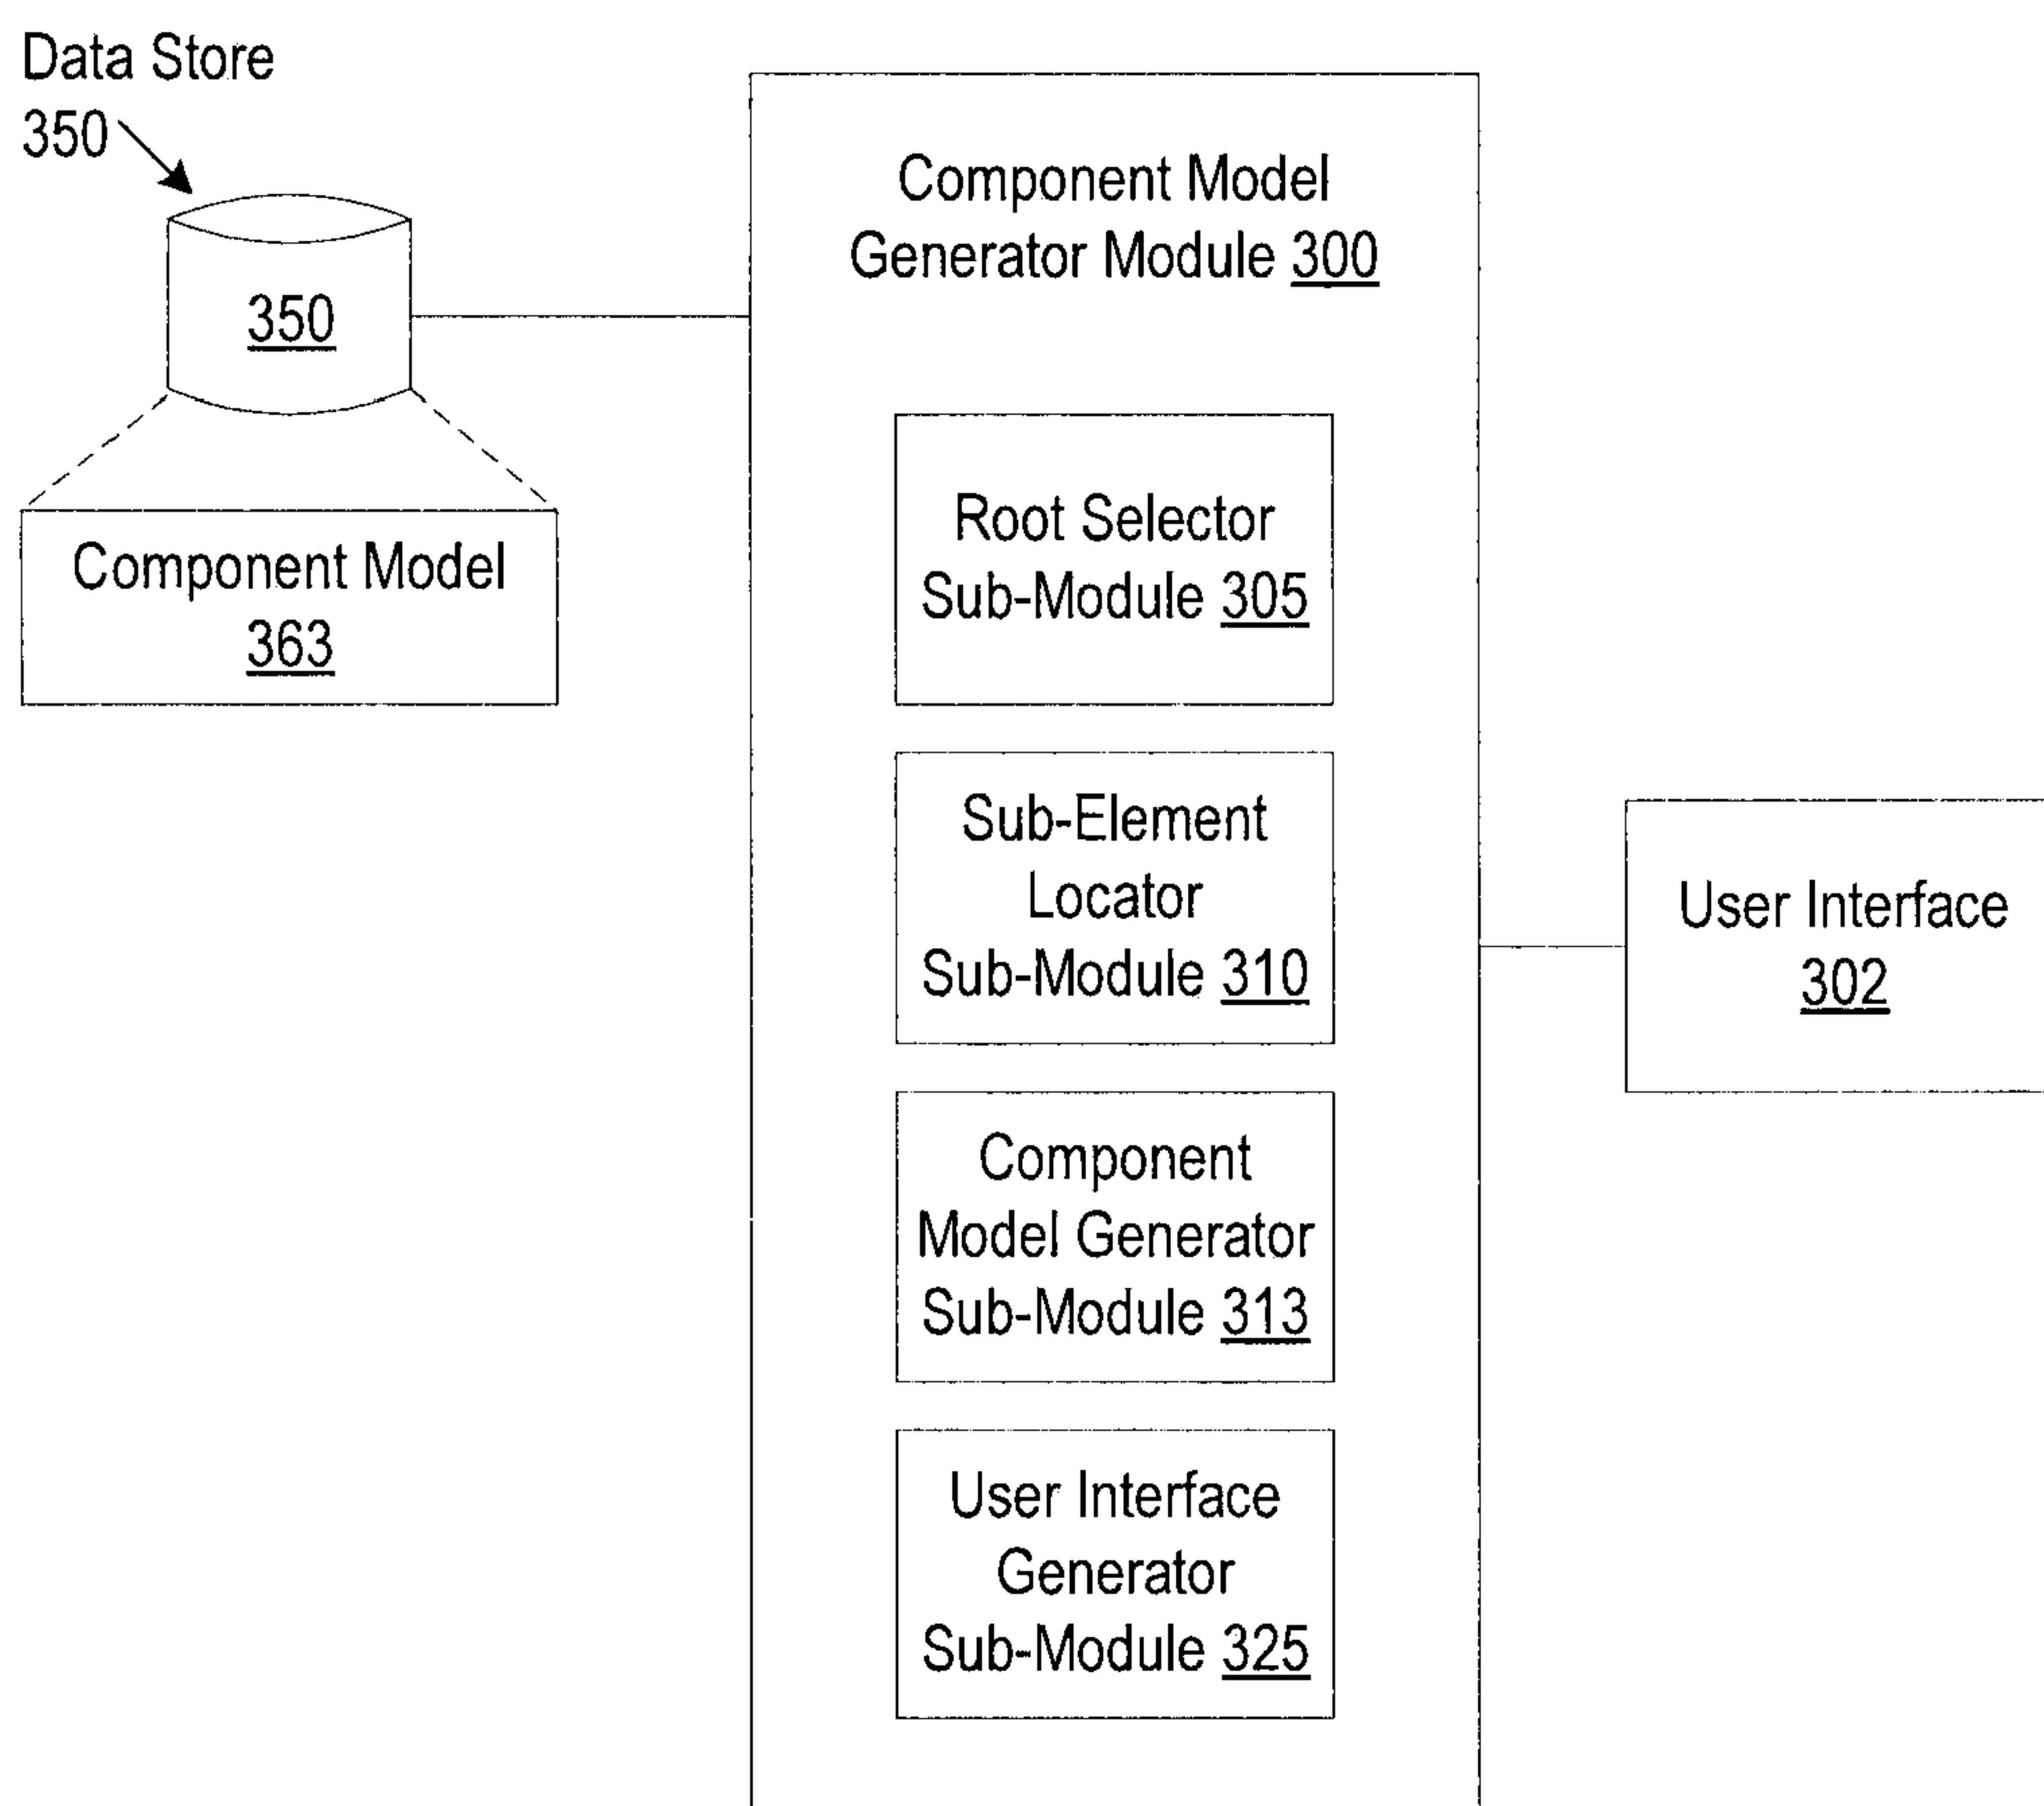 Data Store
350
350
Component Model
363
Component Model
Generator Module 300
Root Selector
Sub-Module 305
Sub-Element
Locator
Sub-Module 310
Component
Model Generator
Sub-Module 313
User Interface
Generator
Sub-Module 325
User Interface
302